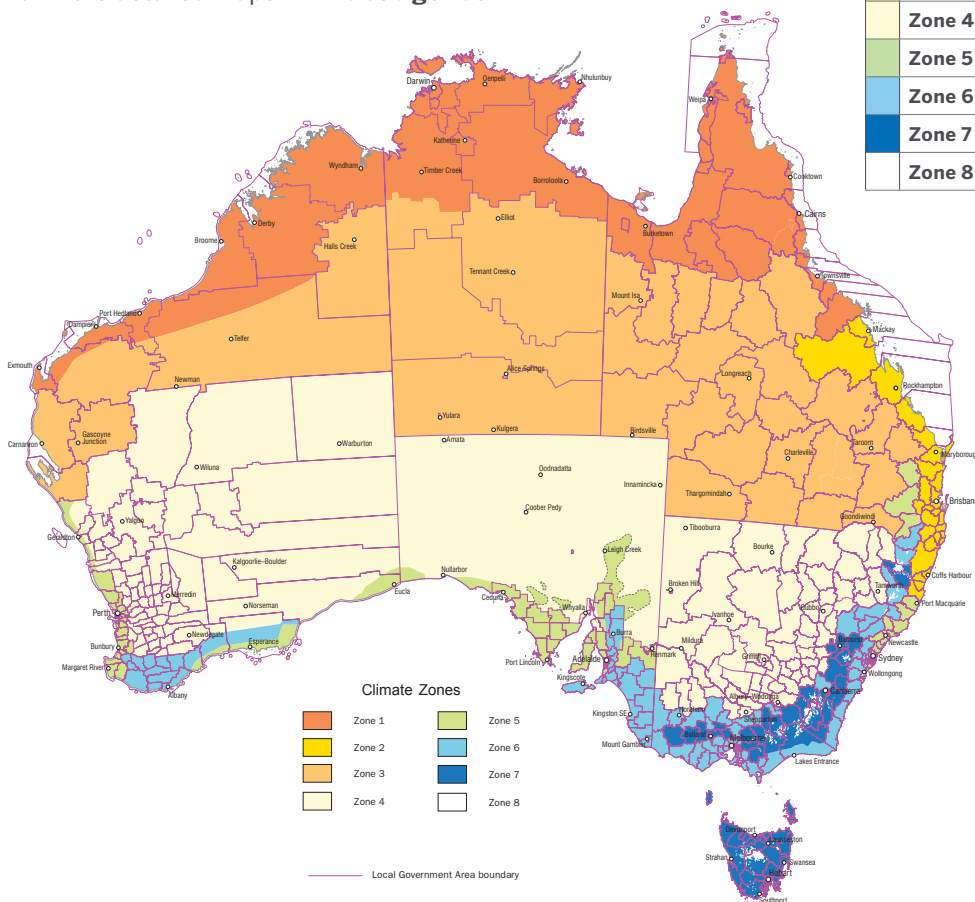 Zone 4
Zone 5
Zone 6
Zone 7
Zone 8
Darwin
Oenpelli
Nhulunbuy
Weipa
Katherine
Wyndham
Timber Creek
Borroloola
Cooktown
Derby
Elliot
Cairns
Broome
Halls Creek
Burketown
Tennant Creek
Townsville
Mount Isa
Port Hedland
Dampier
Mackay
Telfer
Exmouth
Alice Springs
Longreach
Newman
Rockhampton
Yulara
Kulgera
Birdsville
Carnarvon
Gascoyne
Junction
Warburton
Amata
Taroom
Charleville
Maryborough
Wiluna
Oodnadatta
Innamincka
Thargomindah
Brisbane
Coober Pedy
Yalgoo
Goondiwindi
Tibooburra
Geraldton
Bourke
Leigh Creek
Kalgoorlie-Boulder
Nullarbor
Coffs Harbour
Eucla
Broken Hill
Tamworth
Merredin
Ceduna
Port Macquarie
Norseman
Whyalla
Dubbo
Perth
Ivanhoe
Newdegate
Burra
Newcastle
Bunbury
Esperance
Mildura
Bathurst
Renmark
Sydney
Port Lincoln
Adelaide
Griffith
Margaret River
Wollongong
Kingscote
Albany
Albury-Wodonga
Canberra
Climate Zones
Kingston SE
Horsham
Shepparton
Zone 1
Zone 5
Mount Gambier
Ballarat
Melbourne
Zone 2
Zone 6
Lakes Entrance
Zone 3
Zone 7
Zone 4
Zone 8
Devonport
Launceston
Strahan
Swansea
Hobart
Local Government Area boundary
Southport